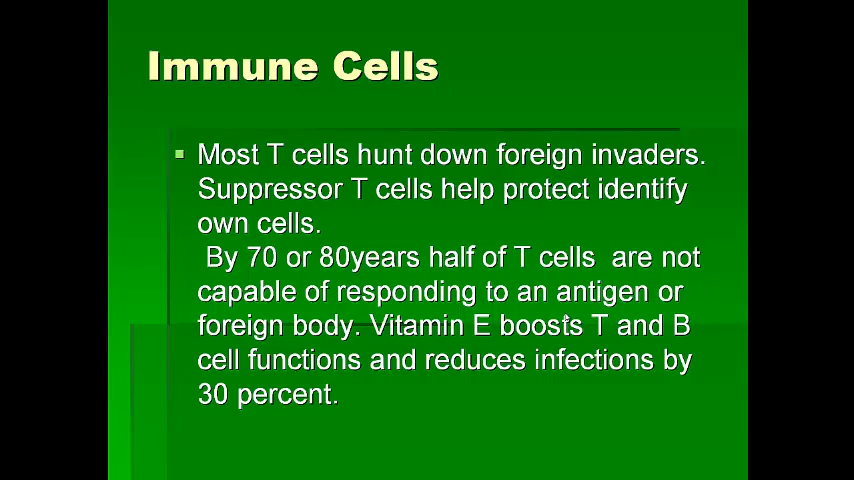 Immune Cells
Most T cells hunt down foreign invaders.
Suppressor T cells help protect identify
own cells.
By 70 or 80years half of T cells are not
capable of responding to an antigen or
foreign body. Vitamin E boosts T and B
cell functions and reduces infections by
30 percent.